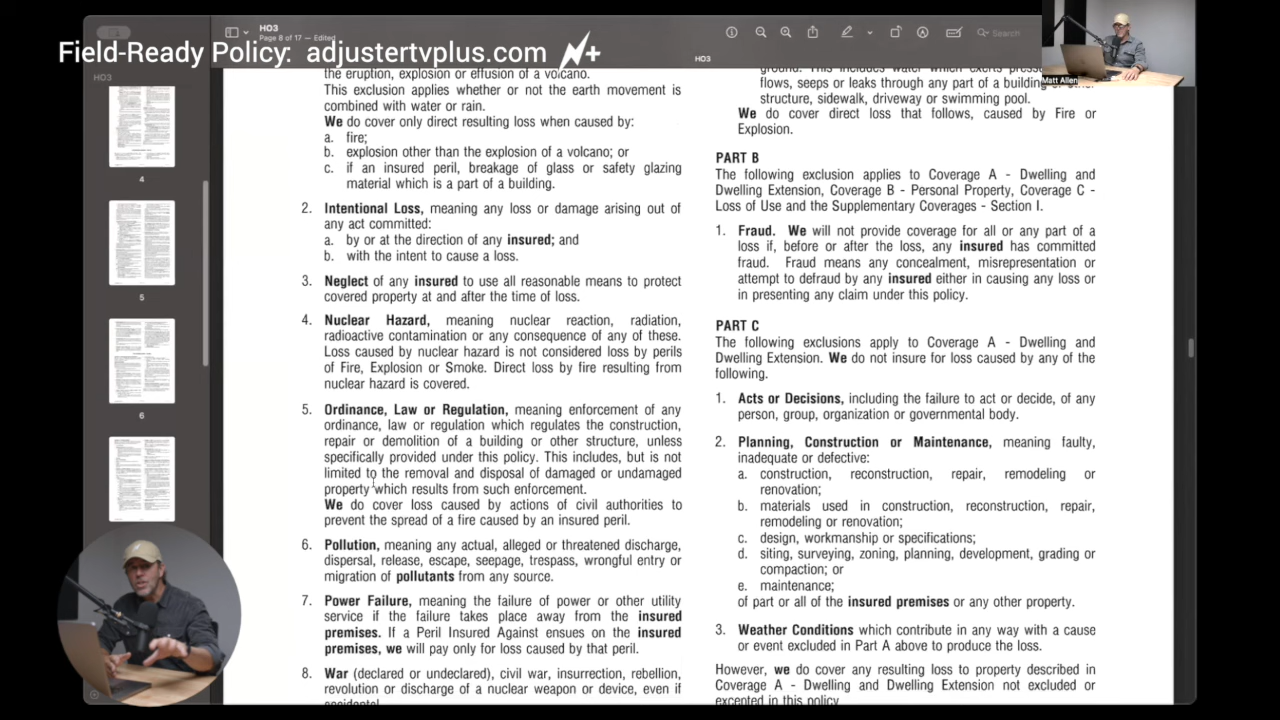 Field-Ready Policy: adjustertvplus.com
HO3
Page 8 of 17 — Edited
Search
Matt Allen
HO3
HO3
4
5
6
the eruption, explosion or effusion of a volcano.
This exclusion applies whether or not the earth movement is
combined with water or rain.
We do cover only direct resulting loss when caused by:
a. fire;
b. explosion other than the explosion of a volcano; or
c. if an insured peril, breakage of glass or safety glazing
material which is a part of a building.
2. Intentional Loss, meaning any loss or damage arising out of
any act committed:
a. by or at the direction of any insured; and
b. with the intent to cause a loss.
3. Neglect of any insured to use all reasonable means to protect
covered property at and after the time of loss.
4. Nuclear Hazard, meaning nuclear reaction, radiation,
radioactive contamination or any consequence of any of these.
Loss caused by nuclear hazard is not considered loss by perils
of Fire, Explosion or Smoke. Direct loss by fire resulting from
nuclear hazard is covered.
5. Ordinance, Law or Regulation, meaning enforcement of any
ordinance, law or regulation which regulates the construction,
repair or demolition of a building or other structure, unless
specifically provided under this policy. This includes, but is not
limited to the removal and disposal of damaged or undamaged
property which results from such enforcement.
We do cover loss caused by actions of civil authorities to
prevent the spread of a fire caused by an insured peril.
6. Pollution, meaning any actual, alleged or threatened discharge,
dispersal, release, escape, seepage, trespass, wrongful entry or
migration of pollutants from any source.
7. Power Failure, meaning the failure of power or other utility
service if the failure takes place away from the insured
premises. If a Peril Insured Against ensues on the insured
premises, we will pay only for loss caused by that peril.
8. War (declared or undeclared), civil war, insurrection, rebellion,
revolution or discharge of a nuclear weapon or device, even if
accidental.
flows, seeps or leaks through any part of a building or other
structure, sidewalk, driveway or swimming pool.
We do cover direct loss that follows, caused by Fire or
Explosion.
PART B
The following exclusion applies to Coverage A - Dwelling and
Dwelling Extension, Coverage B - Personal Property, Coverage C -
Loss of Use and the Supplementary Coverages - Section I.
1. Fraud. We will not provide coverage for all or any part of a
loss if, before or after the loss, any insured has committed
fraud. Fraud means any concealment, misrepresentation or
attempt to defraud by any insured either in causing any loss or
in presenting any claim under this policy.
PART C
The following exclusions apply to Coverage A - Dwelling and
Dwelling Extension. We do not insure for loss caused by any of the
following.
1. Acts or Decisions, including the failure to act or decide, of any
person, group, organization or governmental body.
2. Planning, Construction or Maintenance, meaning faulty,
inadequate or defective:
a. construction, reconstruction, repair, remodeling or
renovation;
b. materials used in construction, reconstruction, repair,
remodeling or renovation;
c. design, workmanship or specifications;
d. siting, surveying, zoning, planning, development, grading or
compaction; or
e. maintenance;
of part or all of the insured premises or any other property.
3. Weather Conditions which contribute in any way with a cause
or event excluded in Part A above to produce the loss.
However, we do cover any resulting loss to property described in
Coverage A - Dwelling and Dwelling Extension not excluded or
excepted in this policy